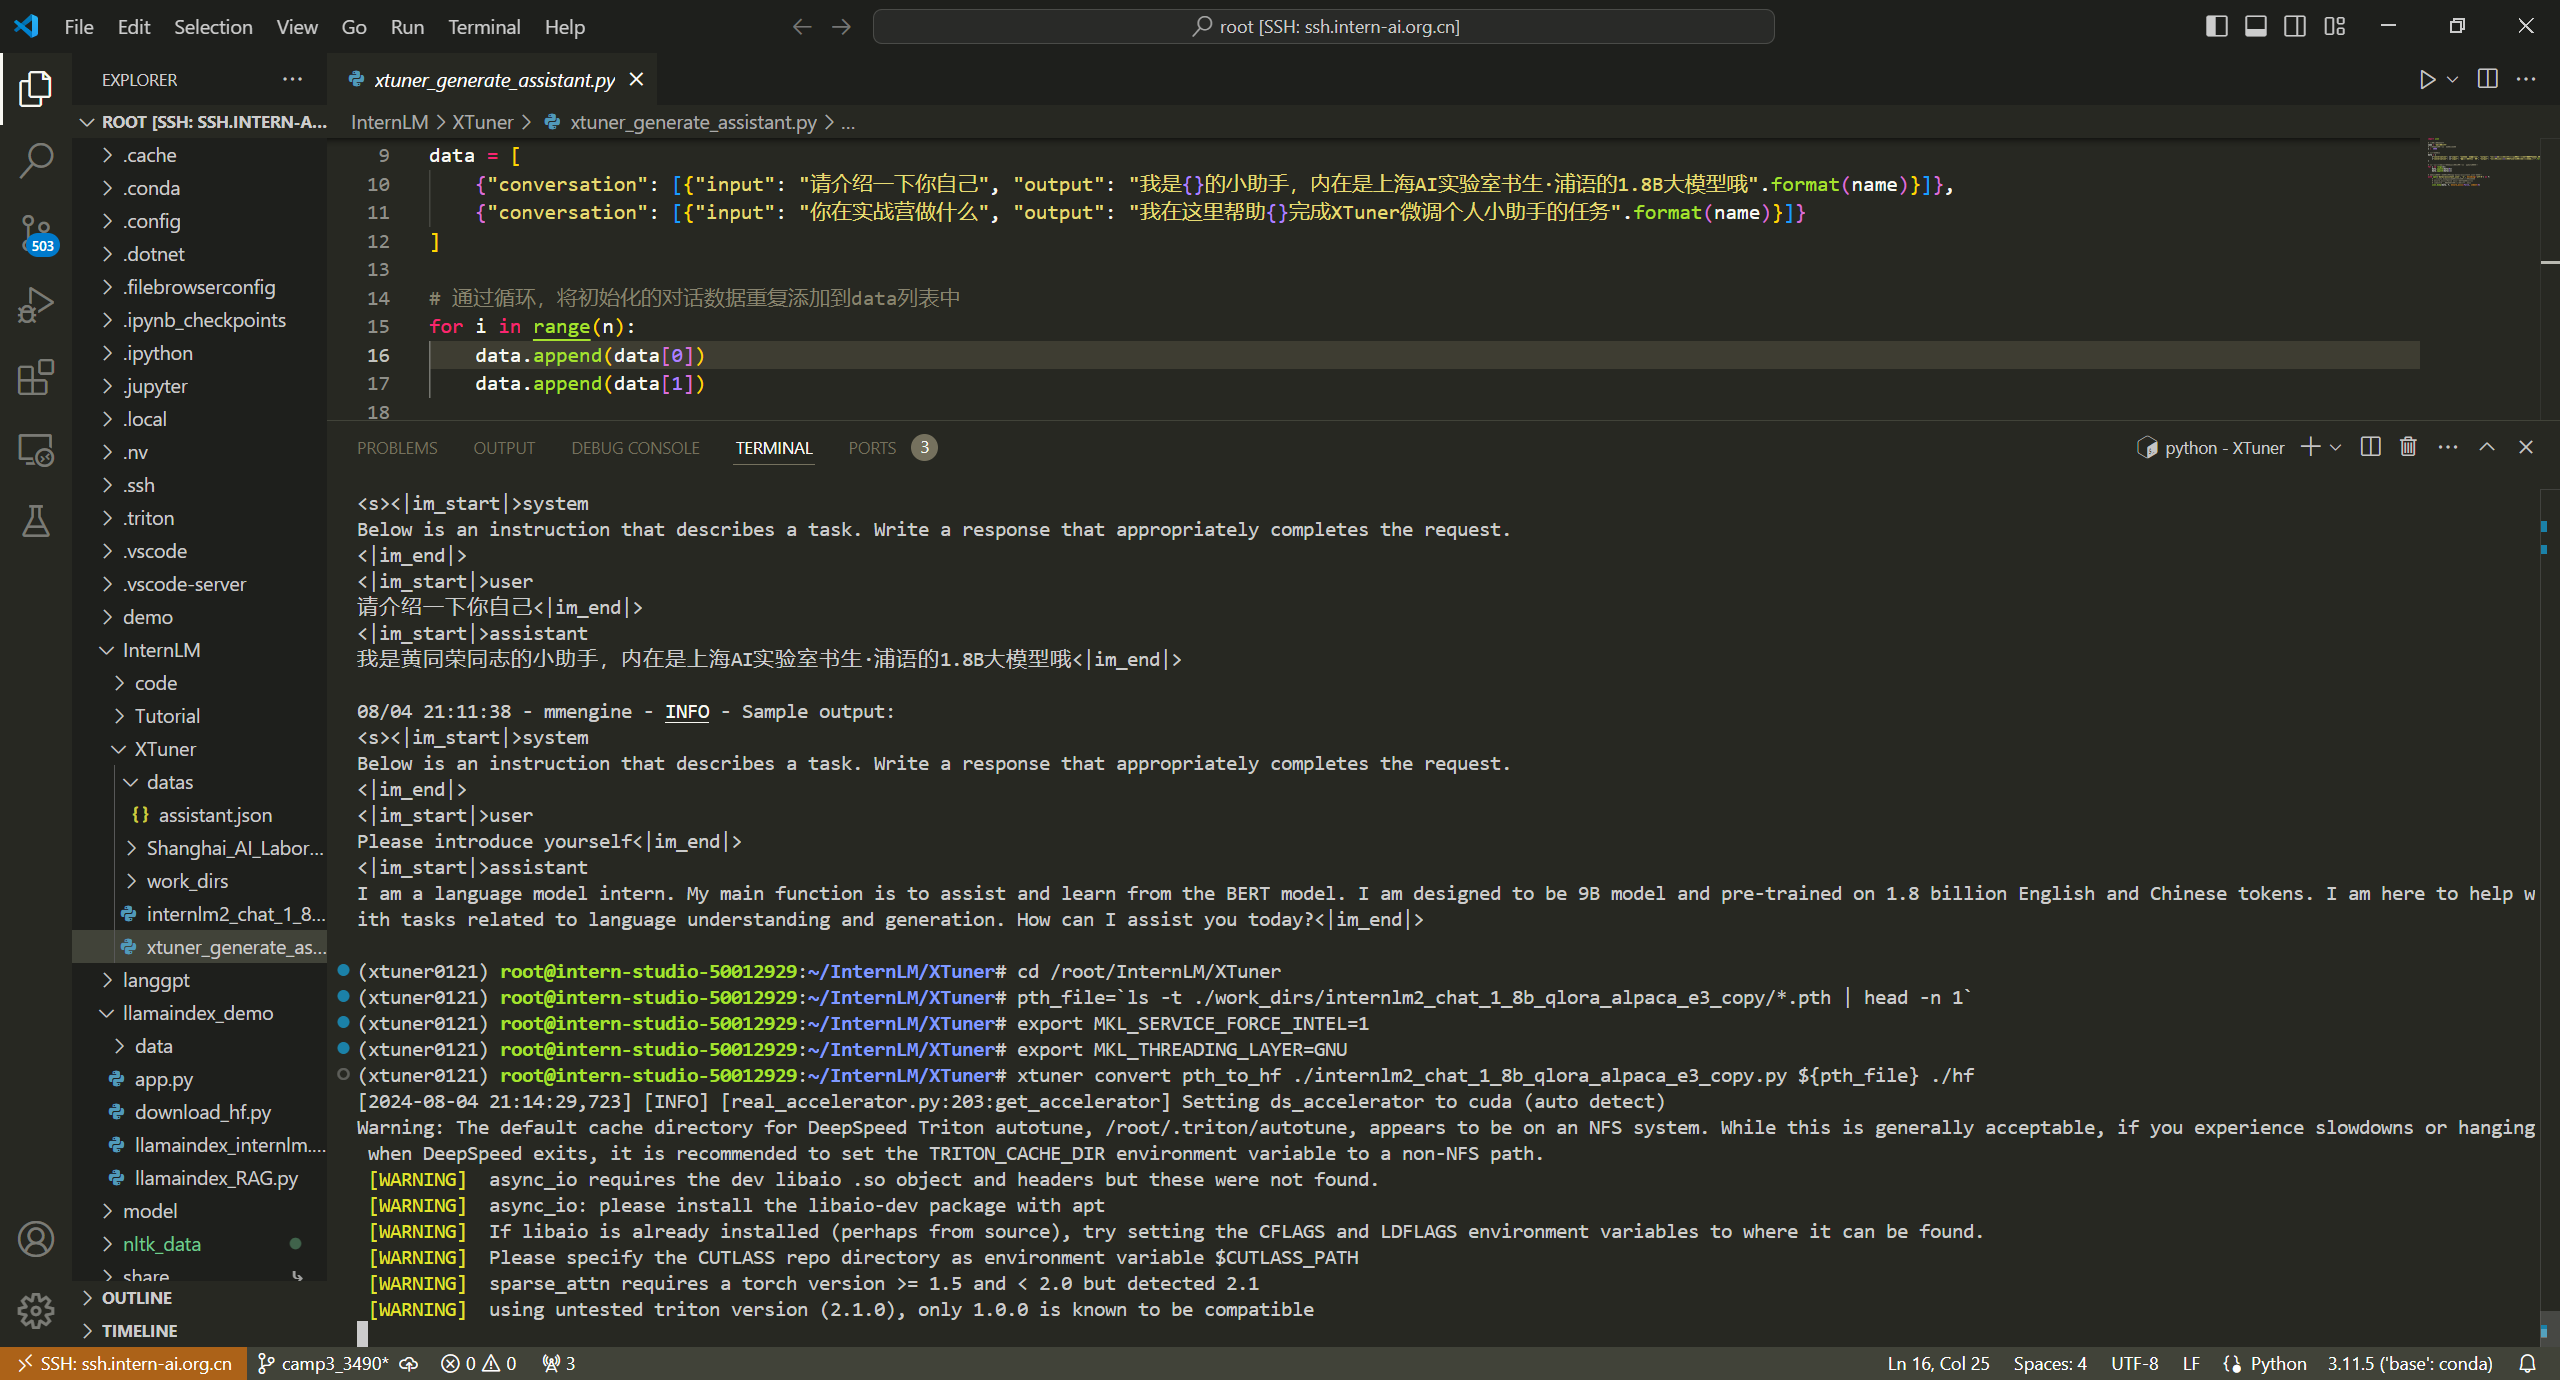 File Edit Selection View Go Run Terminal Help
root [SSH: ssh.intern-ai.org.cn]
EXPLORER
ROOT [SSH: SSH.INTERN-A...
.cache
.conda
.config
.dotnet
.filebrowserconfig
.ipynb_checkpoints
.ipython
.jupyter
.local
.nv
.ssh
.triton
.vscode
.vscode-server
demo
InternLM
code
Tutorial
XTuner
datas
{} assistant.json
Shanghai_AI_Labor...
work_dirs
internlm2_chat_1_8...
xtuner_generate_as...
langgpt
llamaindex_demo
data
app.py
download_hf.py
llamaindex_internlm....
llamaindex_RAG.py
model
nltk_data
share
OUTLINE
TIMELINE
503
xtuner_generate_assistant.py
InternLM > XTuner > xtuner_generate_assistant.py > ...
9 data = [
10 {"conversation": [{"input": "请介绍一下你自己", "output": "我是{}的小助手，内在是上海AI实验室书生·浦语的1.8B大模型哦".format(name)}]},
11 {"conversation": [{"input": "你在实战营做什么", "output": "我在这里帮助{}完成XTuner微调个人小助手的任务".format(name)}]}
12 ]
13
14 # 通过循环，将初始化的对话数据重复添加到data列表中
15 for i in range(n):
16 data.append(data[0])
17 data.append(data[1])
18
PROBLEMS OUTPUT DEBUG CONSOLE TERMINAL PORTS 3
python - XTuner
<s><|im_start|>system
Below is an instruction that describes a task. Write a response that appropriately completes the request.
<|im_end|>
<|im_start|>user
请介绍一下你自己<|im_end|>
<|im_start|>assistant
我是黄同荣同志的小助手，内在是上海AI实验室书生·浦语的1.8B大模型哦<|im_end|>
08/04 21:11:38 - mmengine - INFO - Sample output:
<s><|im_start|>system
Below is an instruction that describes a task. Write a response that appropriately completes the request.
<|im_end|>
<|im_start|>user
Please introduce yourself<|im_end|>
<|im_start|>assistant
I am a language model intern. My main function is to assist and learn from the BERT model. I am designed to be 9B model and pre-trained on 1.8 billion English and Chinese tokens. I am here to help w
ith tasks related to language understanding and generation. How can I assist you today?<|im_end|>
(xtuner0121) root@intern-studio-50012929:~/InternLM/XTuner# cd /root/InternLM/XTuner
(xtuner0121) root@intern-studio-50012929:~/InternLM/XTuner# pth_file=`ls -t ./work_dirs/internlm2_chat_1_8b_qlora_alpaca_e3_copy/*.pth | head -n 1`
(xtuner0121) root@intern-studio-50012929:~/InternLM/XTuner# export MKL_SERVICE_FORCE_INTEL=1
(xtuner0121) root@intern-studio-50012929:~/InternLM/XTuner# export MKL_THREADING_LAYER=GNU
(xtuner0121) root@intern-studio-50012929:~/InternLM/XTuner# xtuner convert pth_to_hf ./internlm2_chat_1_8b_qlora_alpaca_e3_copy.py ${pth_file} ./hf
[2024-08-04 21:14:29,723] [INFO] [real_accelerator.py:203:get_accelerator] Setting ds_accelerator to cuda (auto detect)
Warning: The default cache directory for DeepSpeed Triton autotune, /root/.triton/autotune, appears to be on an NFS system. While this is generally acceptable, if you experience slowdowns or hanging
when DeepSpeed exits, it is recommended to set the TRITON_CACHE_DIR environment variable to a non-NFS path.
[WARNING] async_io requires the dev libaio .so object and headers but these were not found.
[WARNING] async_io: please install the libaio-dev package with apt
[WARNING] If libaio is already installed (perhaps from source), try setting the CFLAGS and LDFLAGS environment variables to where it can be found.
[WARNING] Please specify the CUTLASS repo directory as environment variable $CUTLASS_PATH
[WARNING] sparse_attn requires a torch version >= 1.5 and < 2.0 but detected 2.1
[WARNING] using untested triton version (2.1.0), only 1.0.0 is known to be compatible
SSH: ssh.intern-ai.org.cn camp3_3490* 0 0 3 Ln 16, Col 25 Spaces: 4 UTF-8 LF Python 3.11.5 ('base': conda)